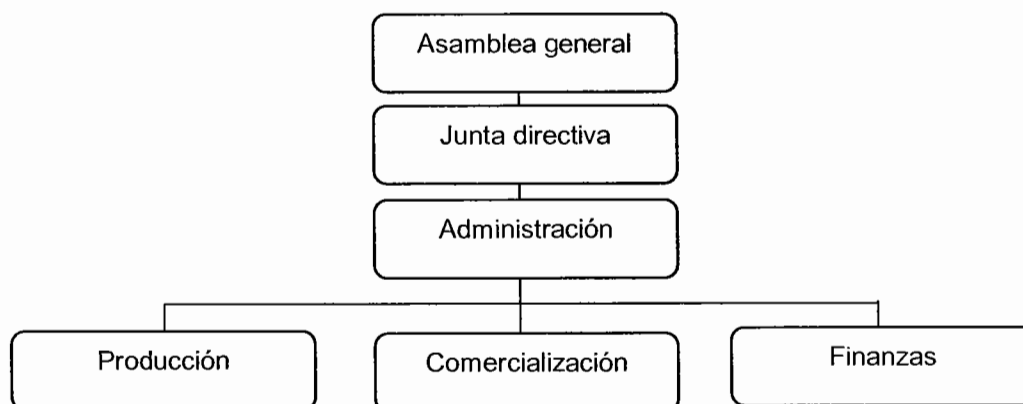 Asamblea general
Junta directiva
Administración
Producción
Comercialización
Finanzas